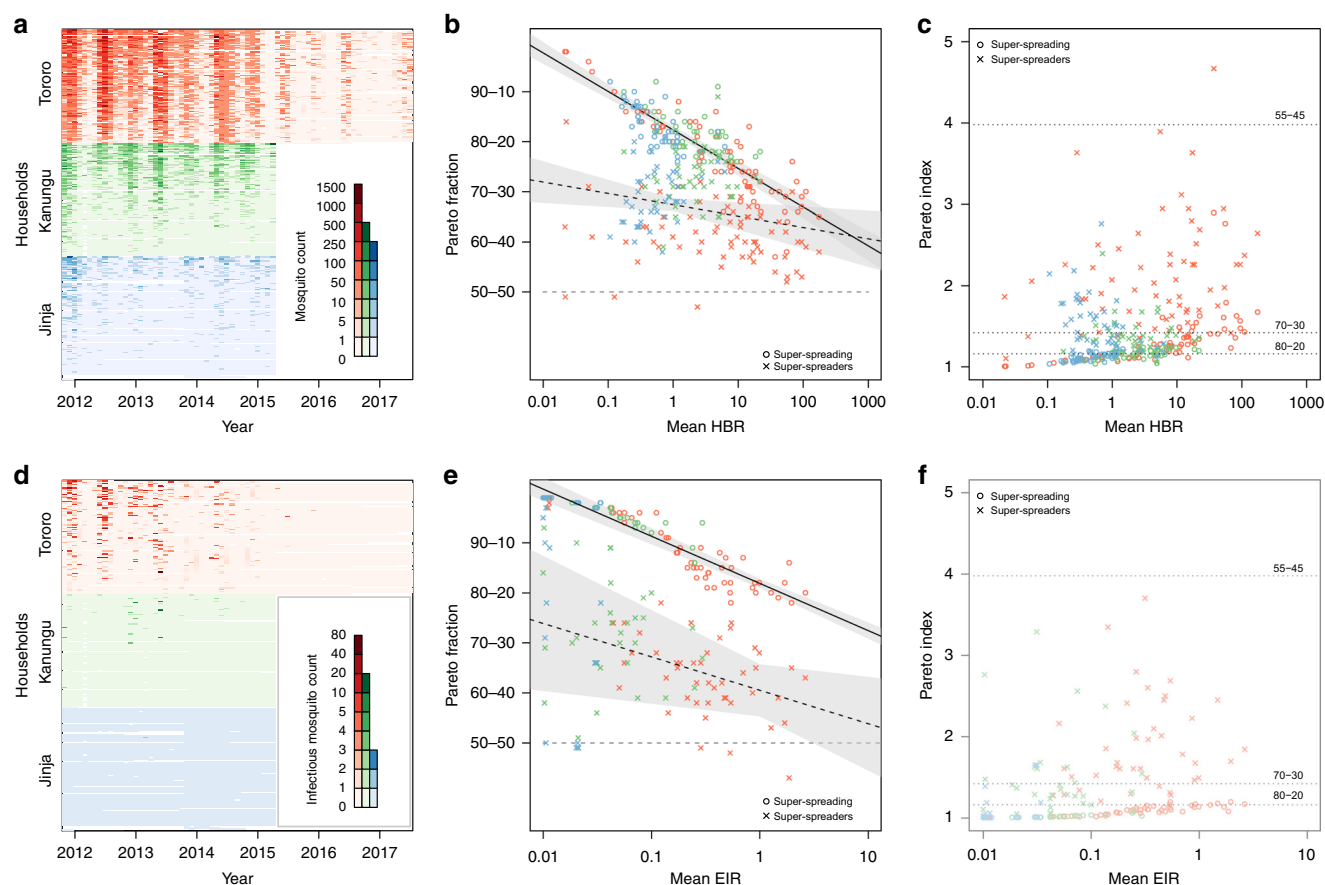 a
Households
Tororo
Kanungu
Jinja
Mosquito count
1500
1000
500
250
100
50
10
5
1
0
2012 2013 2014 2015 2016 2017
Year
b
Pareto fraction
90–10
80–20
70–30
60–40
50–50
Super-spreading
Super-spreaders
0.01 0.1 1 10 100 1000
Mean HBR
c
Pareto index
5
4
3
2
1
Super-spreading
Super-spreaders
55–45
70–30
80–20
0.01 0.1 1 10 100 1000
Mean HBR
d
Households
Tororo
Kanungu
Jinja
Infectious mosquito count
80
40
20
10
5
4
3
2
1
0
2012 2013 2014 2015 2016 2017
Year
e
Pareto fraction
90–10
80–20
70–30
60–40
50–50
Super-spreading
Super-spreaders
0.01 0.1 1 10
Mean EIR
f
Pareto index
5
4
3
2
1
Super-spreading
Super-spreaders
55–45
70–30
80–20
0.01 0.1 1 10
Mean EIR